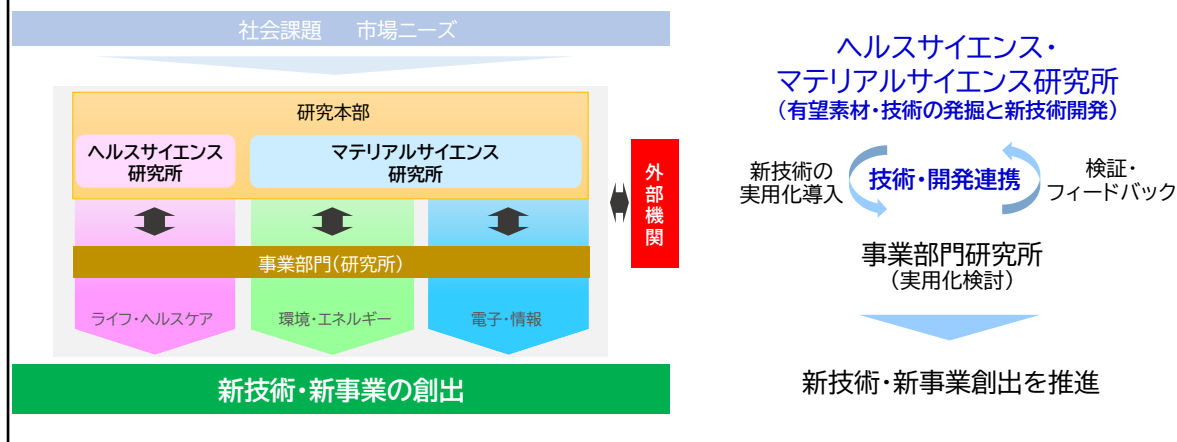 社会課題　市場ニーズ
研究本部
ヘルスサイエンス
研究所
マテリアルサイエンス
研究所
外部機関
事業部門(研究所)
ライフ・ヘルスケア
環境・エネルギー
電子・情報
新技術・新事業の創出
ヘルスサイエンス・
マテリアルサイエンス研究所
(有望素材・技術の発掘と新技術開発)
新技術の
実用化導入
技術・開発連携
検証・
フィードバック
事業部門研究所
(実用化検討)
新技術・新事業創出を推進